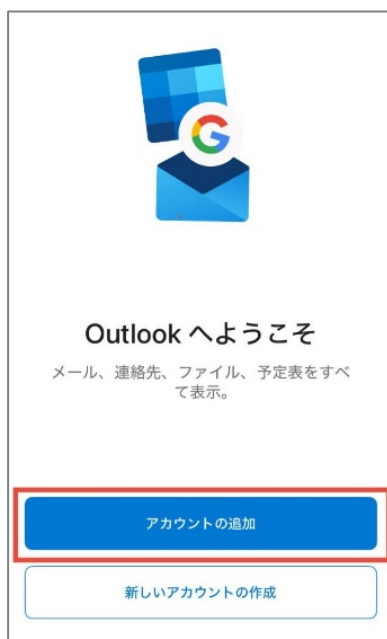 Outlook へようこそ
メール、連絡先、ファイル、予定表をすべ
て表示。
アカウントの追加
新しいアカウントの作成